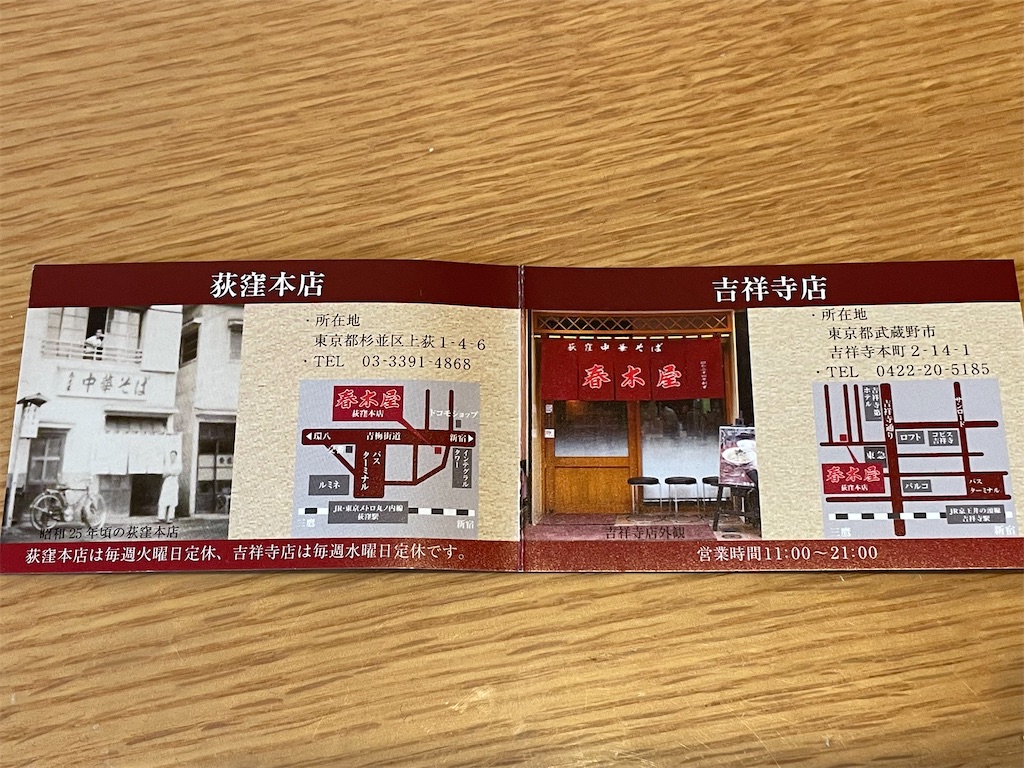 荻窪本店
・所在地
東京都杉並区上荻1-4-6
・TEL 03-3391-4868
中華そば
春木屋
荻窪本店
ドコモショップ
◀環八 青梅街道 新宿▶
バスターミナル
インテグラルタワー
ルミネ
JR・東京メトロ丸ノ内線
荻窪駅
三鷹
新宿
昭和25年頃の荻窪本店
荻窪本店は毎週火曜日定休、吉祥寺店は毎週水曜日定休です。
吉祥寺店
・所在地
東京都武蔵野市
吉祥寺本町2-14-1
・TEL 0422-20-5185
荻窪中華そば
春木屋
吉祥寺第一ホテル
吉祥寺通り
サンロード
ロフト
コピス
吉祥寺
東急
春木屋
荻窪本店
パルコ
バス
ターミナル
JR京王井の頭線
吉祥寺駅
三鷹
新宿
吉祥寺店外観
営業時間11:00～21:00